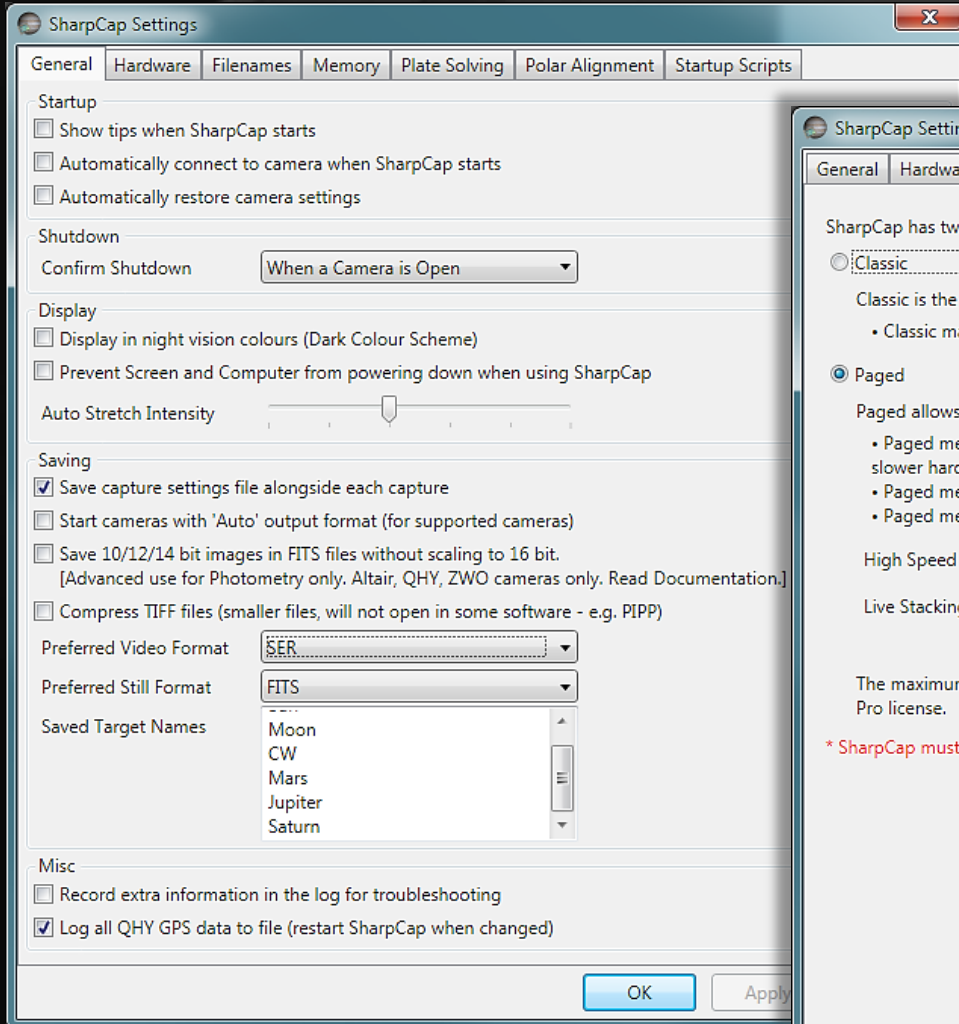 SharpCap Settings
General Hardware Filenames Memory Plate Solving Polar Alignment Startup Scripts
Startup
Show tips when SharpCap starts
Automatically connect to camera when SharpCap starts
Automatically restore camera settings
Shutdown
Confirm Shutdown When a Camera is Open
Display
Display in night vision colours (Dark Colour Scheme)
Prevent Screen and Computer from powering down when using SharpCap
Auto Stretch Intensity
Saving
Save capture settings file alongside each capture
Start cameras with 'Auto' output format (for supported cameras)
Save 10/12/14 bit images in FITS files without scaling to 16 bit.
[Advanced use for Photometry only. Altair, QHY, ZWO cameras only. Read Documentation.]
Compress TIFF files (smaller files, will not open in some software - e.g. PIPP)
Preferred Video Format SER
Preferred Still Format FITS
Saved Target Names
Moon
CW
Mars
Jupiter
Saturn
Misc
Record extra information in the log for troubleshooting
Log all QHY GPS data to file (restart SharpCap when changed)
OK Apply
SharpCap Settin
General Hardwa
SharpCap has tw
Classic
Classic is the
• Classic ma
Paged
Paged allows
• Paged me
slower hard
• Paged me
• Paged me
High Speed
Live Stacking
The maximum
Pro license.
* SharpCap must